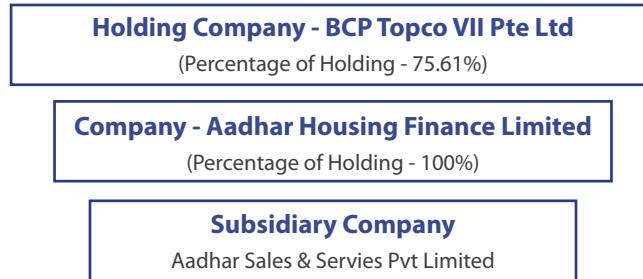 Holding Company - BCP Topco VII Pte Ltd
(Percentage of Holding - 75.61%)
Company - Aadhar Housing Finance Limited
(Percentage of Holding - 100%)
Subsidiary Company
Aadhar Sales & Servies Pvt Limited